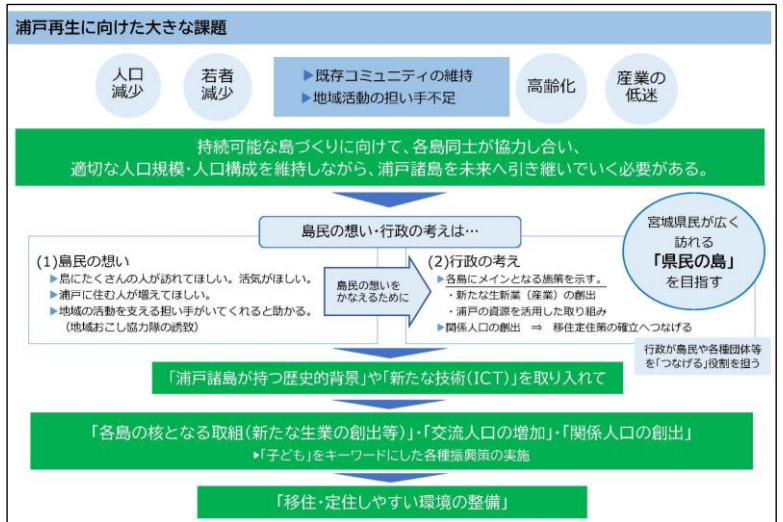 浦戸再生に向けた大きな課題
人口
減少
若者
減少
▶既存コミュニティの維持
▶地域活動の担い手不足
高齢化
産業の
低迷
持続可能な島づくりに向けて、各島同士が協力し合い、
適切な人口規模・人口構成を維持しながら、浦戸諸島を未来へ引き継いでいく必要がある。
島民の想い・行政の考えは…
宮城県民が広く
訪れる
「県民の島」
を目指す
(1)島民の想い
▶島にたくさんの人が訪れてほしい。活気がほしい。
▶浦戸に住む人が増えてほしい。
▶地域の活動を支える担い手がいてくれると助かる。
(地域おこし協力隊の誘致)
島民の想いを
かなえるために
(2)行政の考え
▶各島にメインとなる施策を示す。
・新たな生新業(産業)の創出
・浦戸の資源を活用した取り組み
▶関係人口の創出 ⇒ 移住定住策の確立へつなげる
行政が島民や各種団体等
を「つなげる」役割を担う
「浦戸諸島が持つ歴史的背景」や「新たな技術(ICT)」を取り入れて
「各島の核となる取組(新たな生業の創出等)」・「交流人口の増加」・「関係人口の創出」
▶「子ども」をキーワードにした各種振興策の実施
「移住・定住しやすい環境の整備」